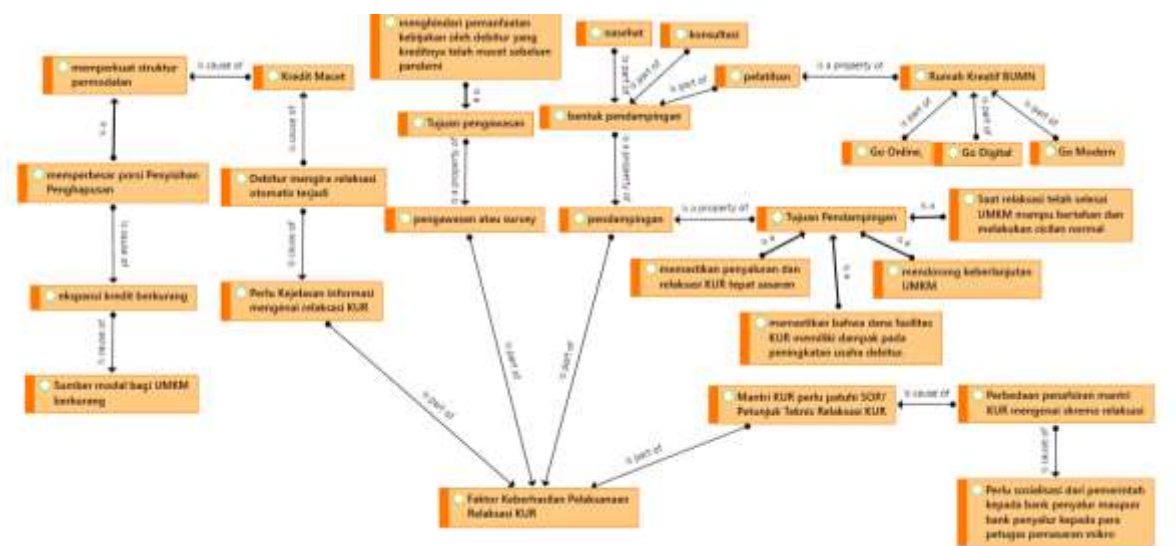 menghindari pemanfaatan
kebijakan oleh debitur yang
kreditnya telah macet sebelum
pandemi
nasehat
konsultasi
is cause of
memperkuat struktur
permodalan
Kredit Macet
is a
is part of
is part of
is part of
pelatihan
is a property of
Rumah Kreatif BUMN
is a
is cause of
Tujuan pengawasan
bentuk pendampingan
is part of
is part of
is part of
Go Online,
Go Digital
Go Modern
memperbesar porsi Penyisihan
Penghapusan
Debitur mengira relaksasi
otomatis terjadi
is a property of
is a property of
pengawasan atau survey
pendampingan
is a property of
Tujuan Pendampingan
is a
Saat relaksasi telah selesai
UMKM mampu bertahan dan
melakukan cicilan normal
is cause of
is cause of
is a
is a
is a
memastikan penyaluran dan
relaksasi KUR tepat sasaran
mendorong keberlanjutan
UMKM
ekspansi kredit berkurang
Perlu Kejelasan informasi
mengenai relaksasi KUR
memastikan bahwa dana fasilitas
KUR memiliki dampak pada
peningkatan usaha debitur.
is cause of
is part of
is part of
is part of
Sumber modal bagi UMKM
berkurang
Mantri KUR perlu patuhi SOP/
Petunjuk Teknis Relaksasi KUR
is cause of
Perbedaan penafsiran mantri
KUR mengenai skema relaksasi
is part of
is cause of
Faktor Keberhasilan Pelaksanaan
Relaksasi KUR
Perlu sosialisasi dari pemerintah
kepada bank penyalur maupun
bank penyalur kepada para
petugas pemasaran mikro